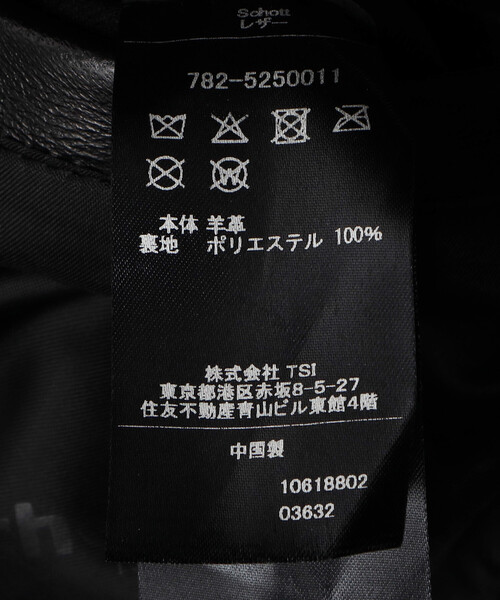 Schott
レザー
782-5250011
本体 羊革
裏地 ポリエステル 100%
株式会社 TSI
東京都港区赤坂8-5-27
住友不動産青山ビル東館4階
中国製
10618802
03632